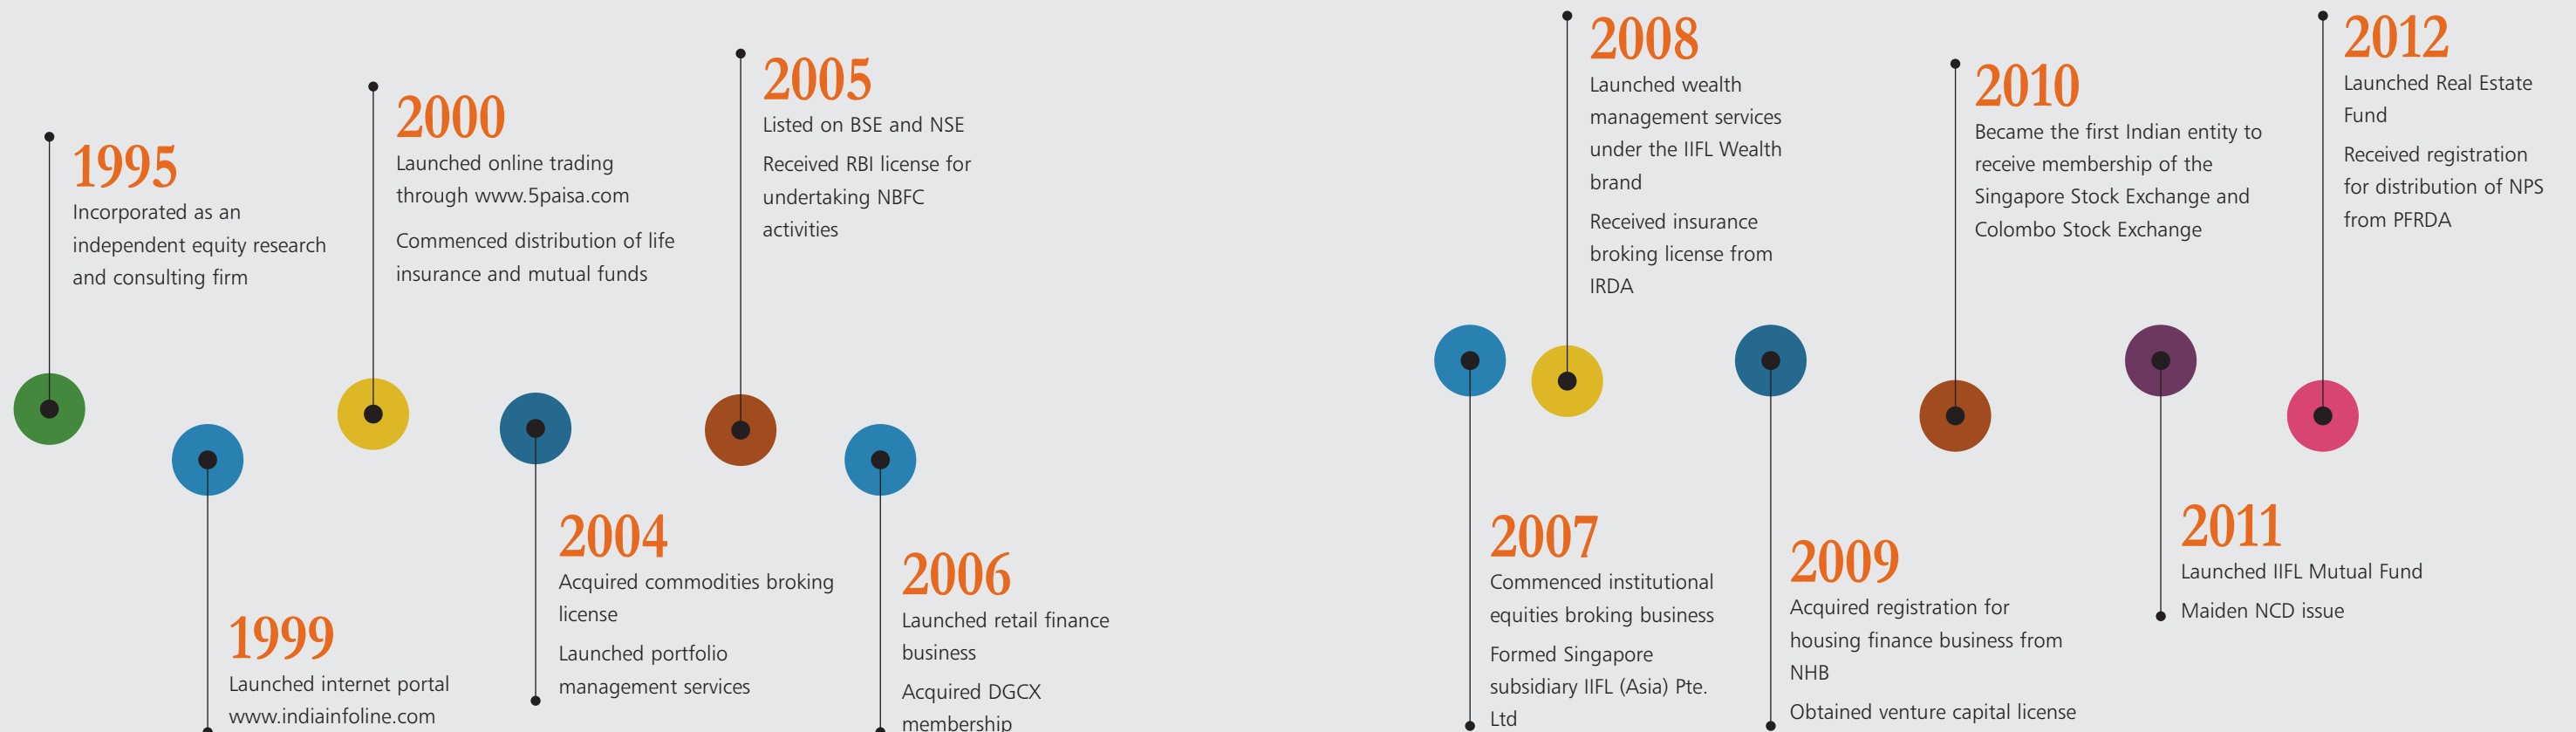 1995
Incorporated as an
independent equity research
and consulting firm
1999
Launched internet portal
www.indiainfoline.com
2000
Launched online trading
through www.5paisa.com
Commenced distribution of life
insurance and mutual funds
2004
Acquired commodities broking
license
Launched portfolio
management services
2005
Listed on BSE and NSE
Received RBI license for
undertaking NBFC
activities
2006
Launched retail finance
business
Acquired DGCX
membership
2007
Commenced institutional
equities broking business
Formed Singapore
subsidiary IIFL (Asia) Pte.
Ltd
2008
Launched wealth
management services
under the IIFL Wealth
brand
Received insurance
broking license from
IRDA
2009
Acquired registration for
housing finance business from
NHB
Obtained venture capital license
2010
Became the first Indian entity to
receive membership of the
Singapore Stock Exchange and
Colombo Stock Exchange
2011
Launched IIFL Mutual Fund
Maiden NCD issue
2012
Launched Real Estate
Fund
Received registration
for distribution of NPS
from PFRDA